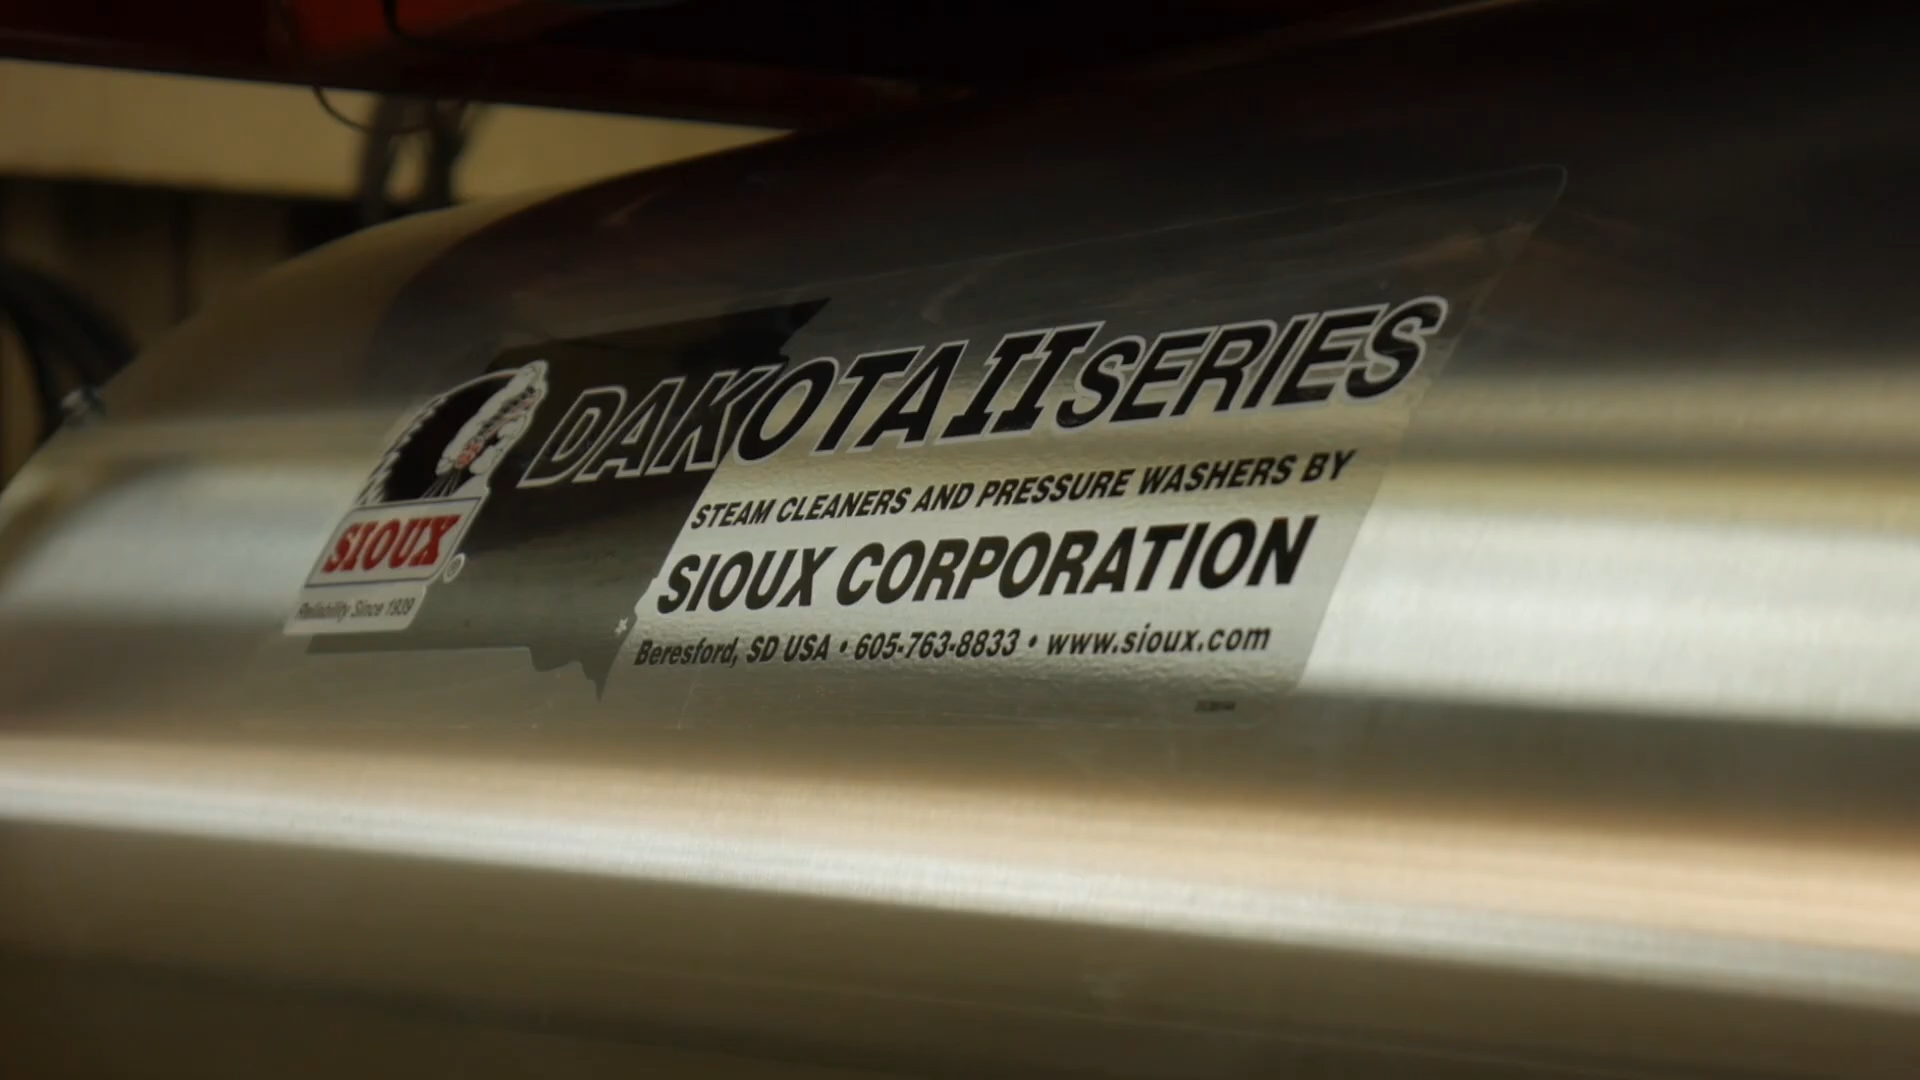 DAKOTA II SERIES
STEAM CLEANERS AND PRESSURE WASHERS BY
SIOUX CORPORATION
Beresford, SD USA • 605-763-8833 • www.sioux.com
SIOUX®
Reliability Since 1939